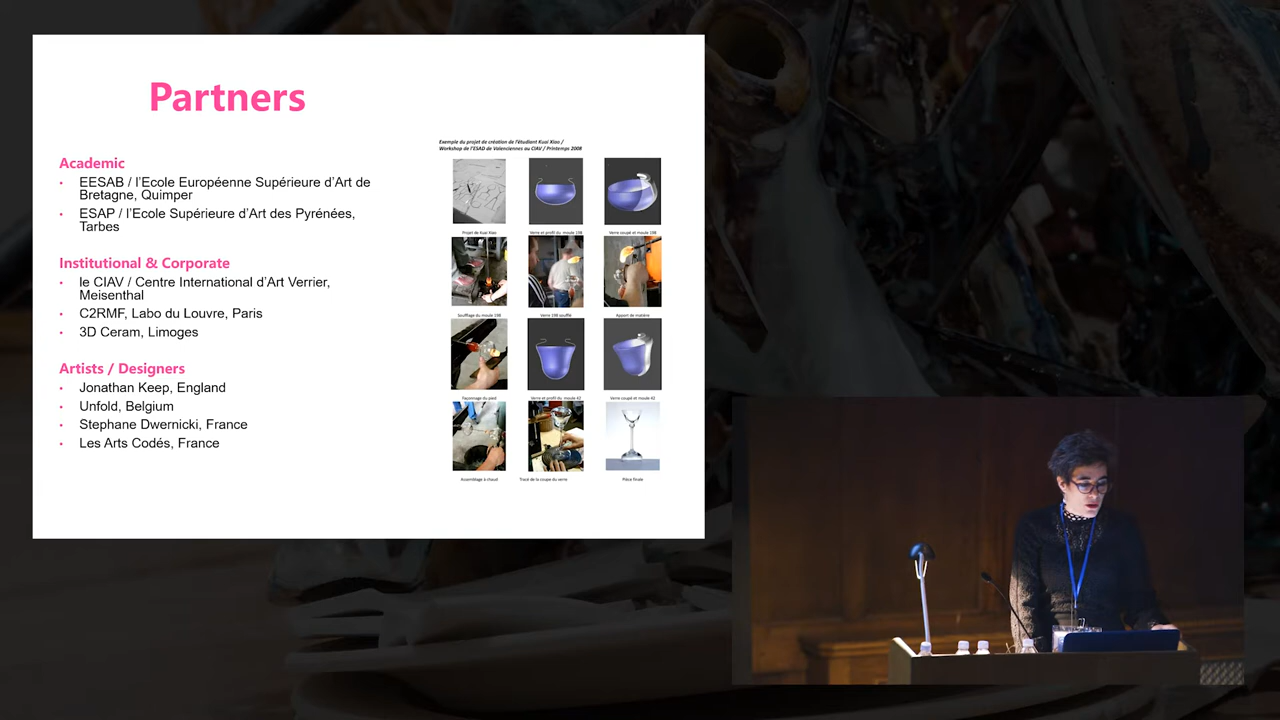 Partners
Academic
• EESAB / l'Ecole Européenne Supérieure d'Art de
Bretagne, Quimper
• ESAP / l'Ecole Supérieure d'Art des Pyrénées,
Tarbes
Institutional & Corporate
• le CIAV / Centre International d'Art Verrier,
Meisenthal
• C2RMF, Labo du Louvre, Paris
• 3D Ceram, Limoges
Artists / Designers
• Jonathan Keep, England
• Unfold, Belgium
• Stephane Dwernicki, France
• Les Arts Codés, France
Exemple du projet de création de l'étudiant Kuai Xiao /
Workshop de l'ESAD de Valenciennes au CIAV / Printemps 2008
Projet de Kuai Xiao
Verre et profil du moule 198
Verre coupé et moule 198
Soufflage du moule 198
Verre 198 soufflé
Apport de matière
Façonnage du pied
Verre et profil du moule 42
Verre coupé et moule 42
Assemblage à chaud
Tracé de la coupe du verre
Pièce finale